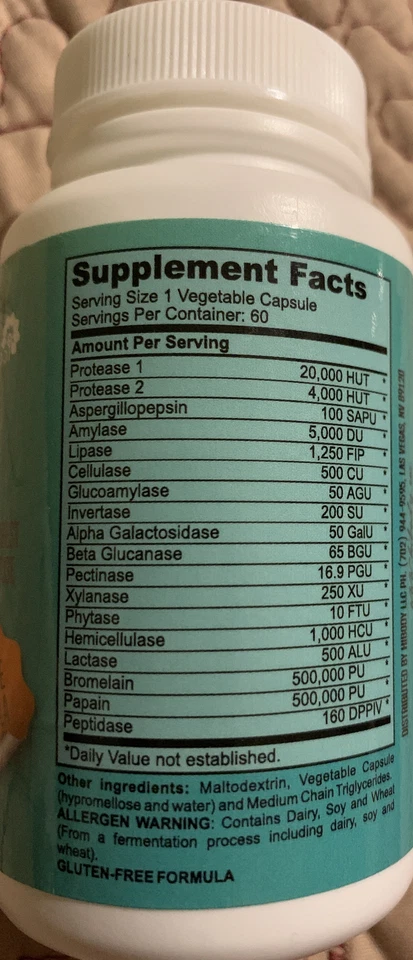 Supplement Facts
Serving Size 1 Vegetable Capsule
Servings Per Container: 60
Amount Per Serving
Protease 1 20,000 HUT *
Protease 2 4,000 HUT *
Aspergillopepsin 100 SAPU *
Amylase 5,000 DU *
Lipase 1,250 FIP *
Cellulase 500 CU *
Glucoamylase 50 AGU *
Invertase 200 SU *
Alpha Galactosidase 50 GalU *
Beta Glucanase 65 BGU *
Pectinase 16.9 PGU *
Xylanase 250 XU *
Phytase 10 FTU *
Hemicellulase 1,000 HCU *
Lactase 500 ALU *
Bromelain 500,000 PU *
Papain 500,000 PU *
Peptidase 160 DPPIV *
*Daily Value not established.
Other ingredients: Maltodextrin, Vegetable Capsule
(hypromellose and water) and Medium Chain Triglycerides.
ALLERGEN WARNING: Contains Dairy, Soy and Wheat
(From a fermentation process including dairy, soy and
wheat).
GLUTEN-FREE FORMULA
DISTRIBUTED BY HIBODY LLC PH. (702) 944-9595, LAS VEGAS, NV 89120